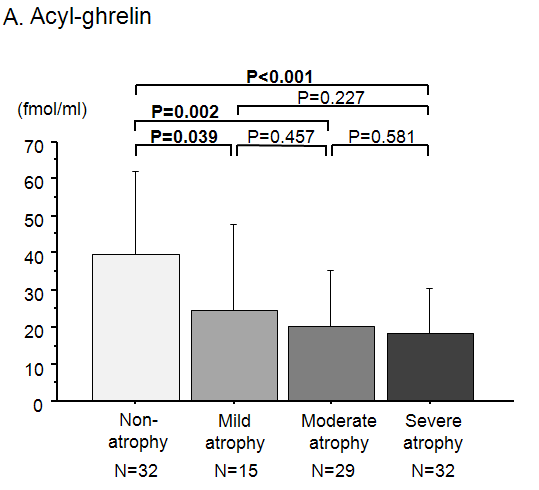 A. Acyl-ghrelin
P<0.001
(fmol/ml)
P=0.227
P=0.002
P=0.039 P=0.457 P=0.581
70
60
50
40
30
20
10
0
Non- Mild Moderate Severe
atrophy atrophy atrophy atrophy
N=32 N=15 N=29 N=32